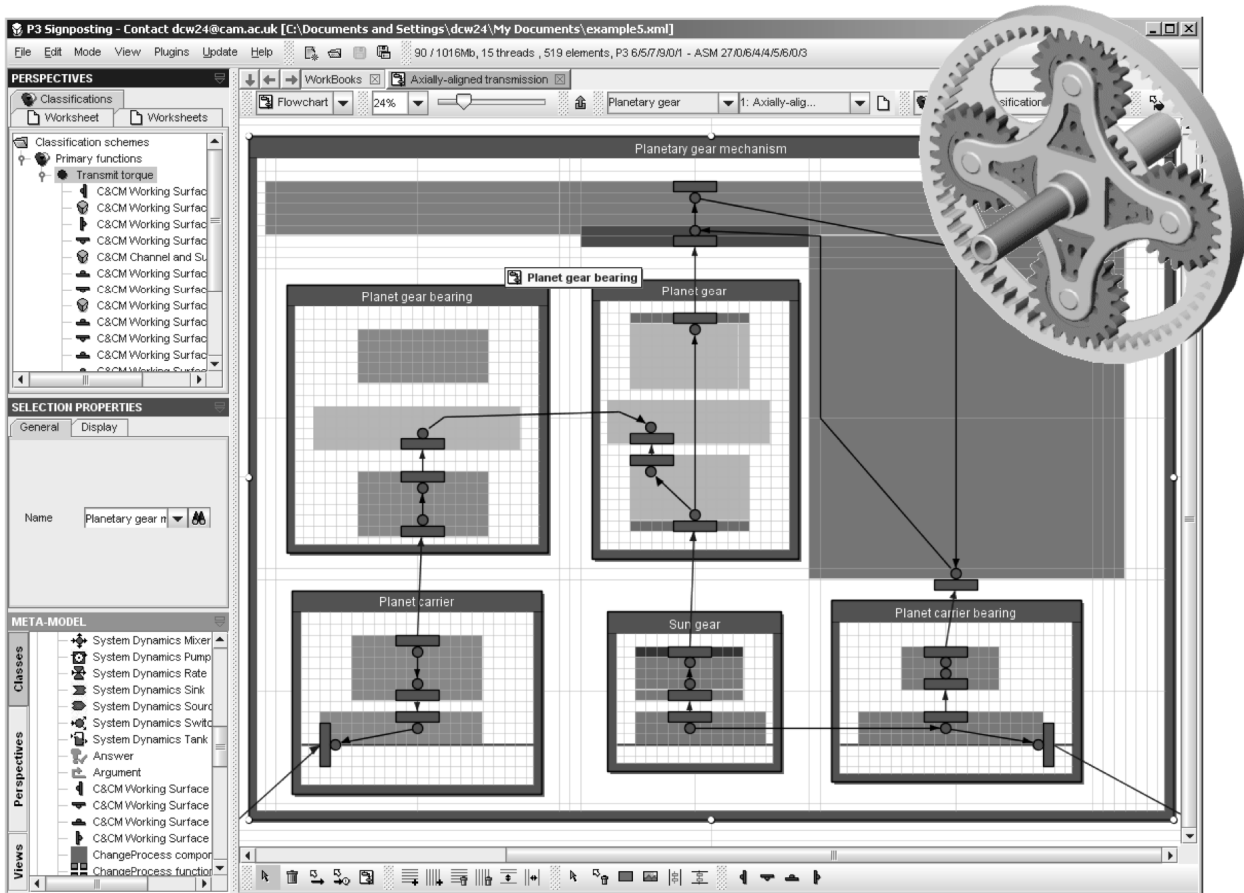 P3 Signposting - Contact dcw24@cam.ac.uk [C:\Documents and Settings\dcw24\My Documents\example5.xml]
File Edit Mode View Plugins Update Help
90 / 1016Mb, 15 threads , 519 elements, P3 6/5/7/9/0/1 - ASM 27/0/6/4/4/5/6/0/3
PERSPECTIVES
Classifications
Worksheet
Worksheets
Classification schemes
Primary functions
Transmit torque
C&CM Working Surfac
C&CM Working Surfac
C&CM Working Surfac
C&CM Working Surfac
C&CM Channel and Su
C&CM Working Surfac
C&CM Working Surfac
C&CM Working Surfac
C&CM Working Surfac
C&CM Working Surfac
C&CM Working Surfac
C&CM Working Surfac
SELECTION PROPERTIES
General Display
Name
Planetary gear m
META-MODEL
Classes
Perspectives
Views
System Dynamics Mixer
System Dynamics Pump
System Dynamics Rate
System Dynamics Sink
System Dynamics Sourc
System Dynamics Switc
System Dynamics Tank
Answer
Argument
C&CM Working Surface
C&CM Working Surface
C&CM Working Surface
C&CM Working Surface
ChangeProcess compor
ChangeProcess functior
WorkBooks
Axially-aligned transmission
Flowchart
24%
Planetary gear
1: Axially-alig...
Planetary gear mechanism
Planet gear bearing
Planet gear bearing
Planet gear
Planet carrier
Sun gear
Planet carrier bearing